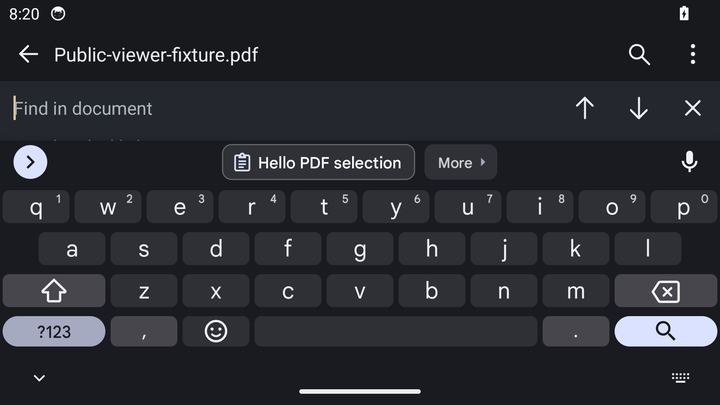 8:20
Public-viewer-fixture.pdf
Find in document
Hello PDF selection More
q 1 w 2 e 3 r 4 t 5 y 6 u 7 i 8 o 9 p 0
a s d f g h j k l
z x c v b n m
?123 , .